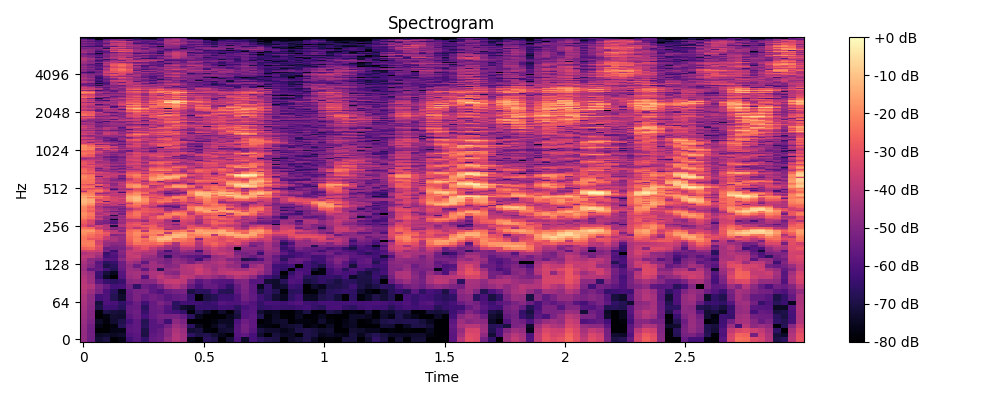 Spectrogram
4096
2048
1024
512
256
128
64
0
Hz
0
0.5
1
1.5
2
2.5
Time
+0 dB
-10 dB
-20 dB
-30 dB
-40 dB
-50 dB
-60 dB
-70 dB
-80 dB